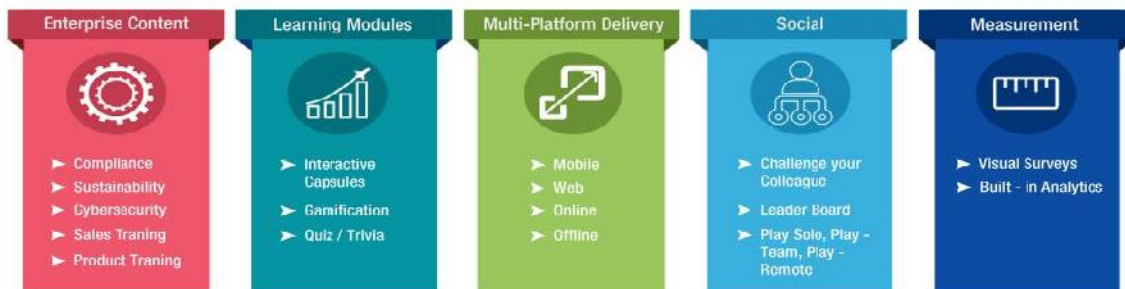 Enterprise Content
Compliance
Sustainability
Cybersecurity
Sales Traning
Product Traning
Learning Modules
Interactive
Capsules
Gamification
Quiz / Trivia
Multi-Platform Delivery
Mobile
Web
Online
Offline
Social
Challenge your
Colleague
Leader Board
Play Solo, Play -
Team, Play -
Remote
Measurement
Visual Surveys
Built - in Analytics